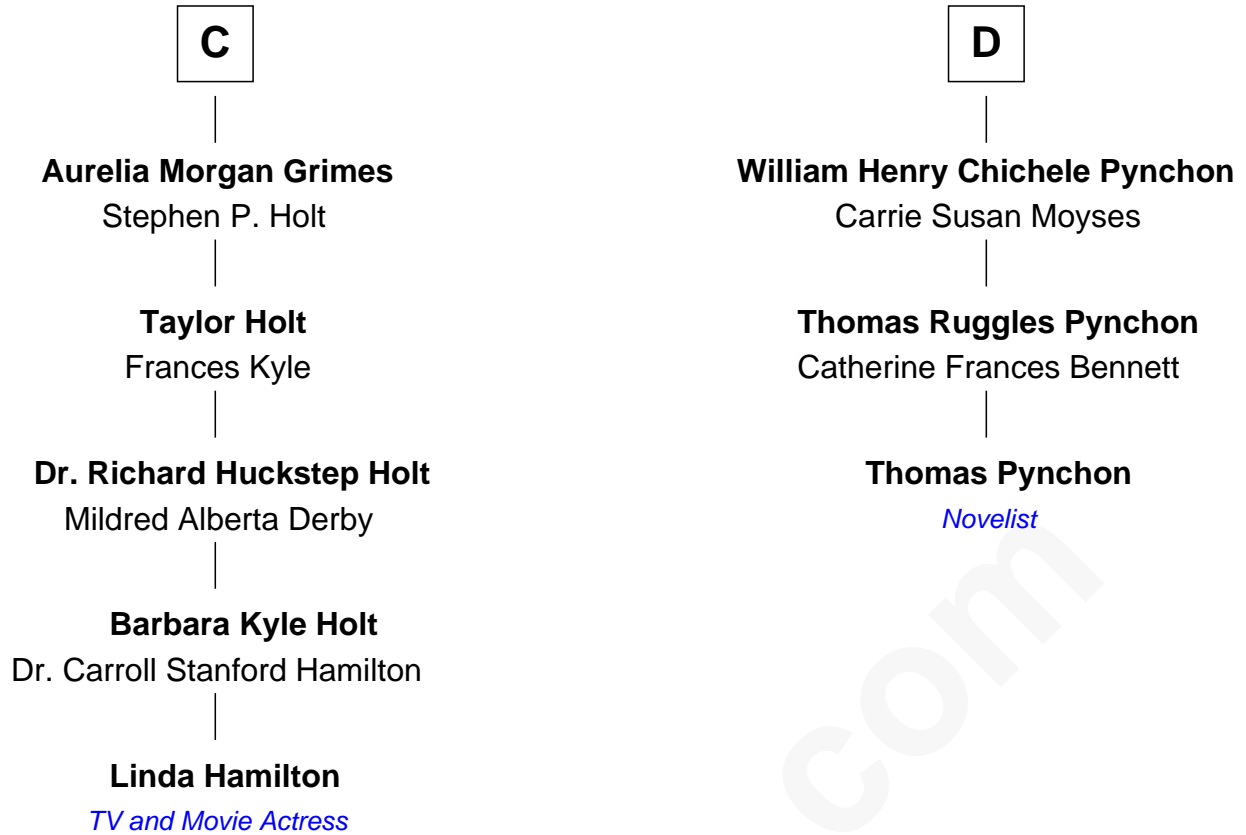 C
Aurelia Morgan Grimes
Stephen P. Holt
Taylor Holt
Frances Kyle
Dr. Richard Huckstep Holt
Mildred Alberta Derby
Barbara Kyle Holt
Dr. Carroll Stanford Hamilton
Linda Hamilton
TV and Movie Actress
D
William Henry Chichele Pynchon
Carrie Susan Moyses
Thomas Ruggles Pynchon
Catherine Frances Bennett
Thomas Pynchon
Novelist
com